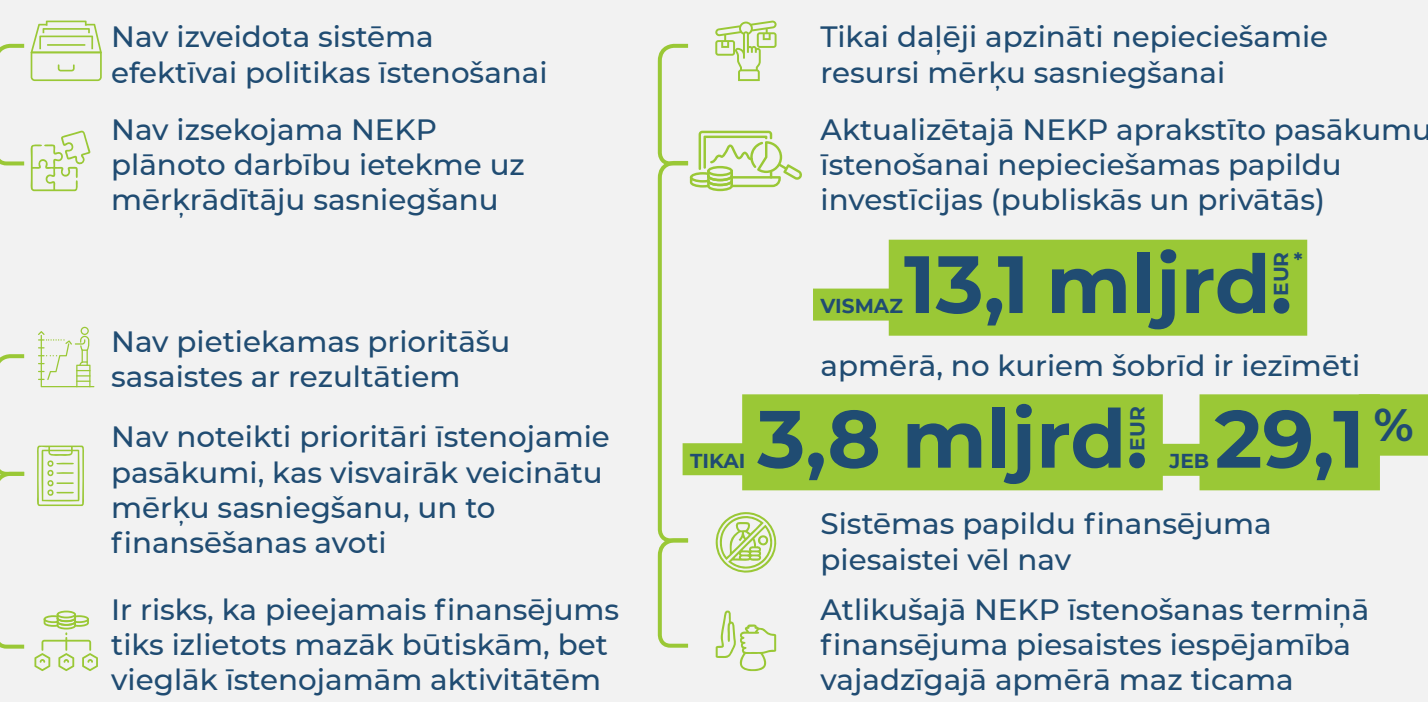 Nav izveidota sistēma
efektīvai politikas īstenošanai
Nav izsekojama NEKP
plānoto darbību ietekme uz
mērķrādītāju sasniegšanu
Nav pietiekamas prioritāšu
sasaistes ar rezultātiem
Nav noteikti prioritāri īstenojamie
pasākumi, kas visvairāk veicinātu
mērķu sasniegšanu, un to
finansēšanas avoti
Ir risks, ka pieejamais finansējums
tiks izlietots mazāk būtiskām, bet
vieglāk īstenojamām aktivitātēm
Tikai daļēji apzināti nepieciešamie
resursi mērķu sasniegšanai
Aktualizētajā NEKP aprakstīto pasākumu
īstenošanai nepieciešamas papildu
investīcijas (publiskās un privātās)
VISMAZ 13,1 mljrd. EUR*
apmērā, no kuriem šobrīd ir iezīmēti
TIKAI 3,8 mljrd. EUR JEB 29,1%
Sistēmas papildu finansējuma
piesaistei vēl nav
Atlikušajā NEKP īstenošanas termiņā
finansējuma piesaistes iespējamība
vajadzīgajā apmērā maz ticama